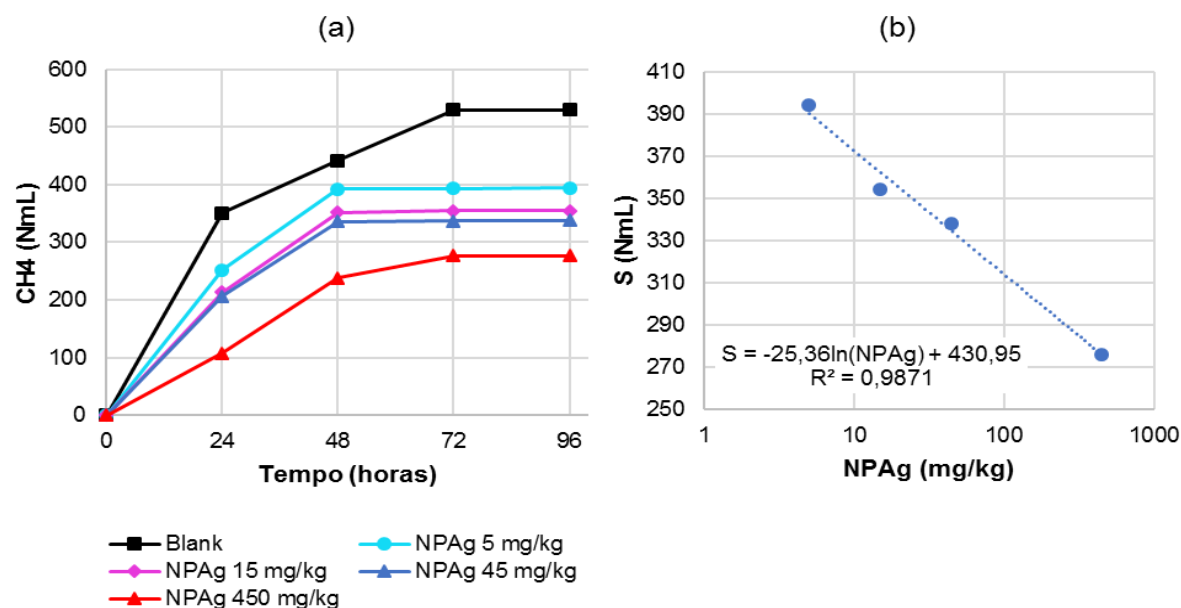 (a)
600
500
400
300
200
100
0
CH4 (NmL)
0 24 48 72 96
Tempo (horas)
Blank
NPAg 5 mg/kg
NPAg 15 mg/kg
NPAg 45 mg/kg
NPAg 450 mg/kg
(b)
410
390
370
350
330
310
290
270
250
S (NmL)
S = -25,36ln(NPAg) + 430,95
R² = 0,9871
1 10 100 1000
NPAg (mg/kg)